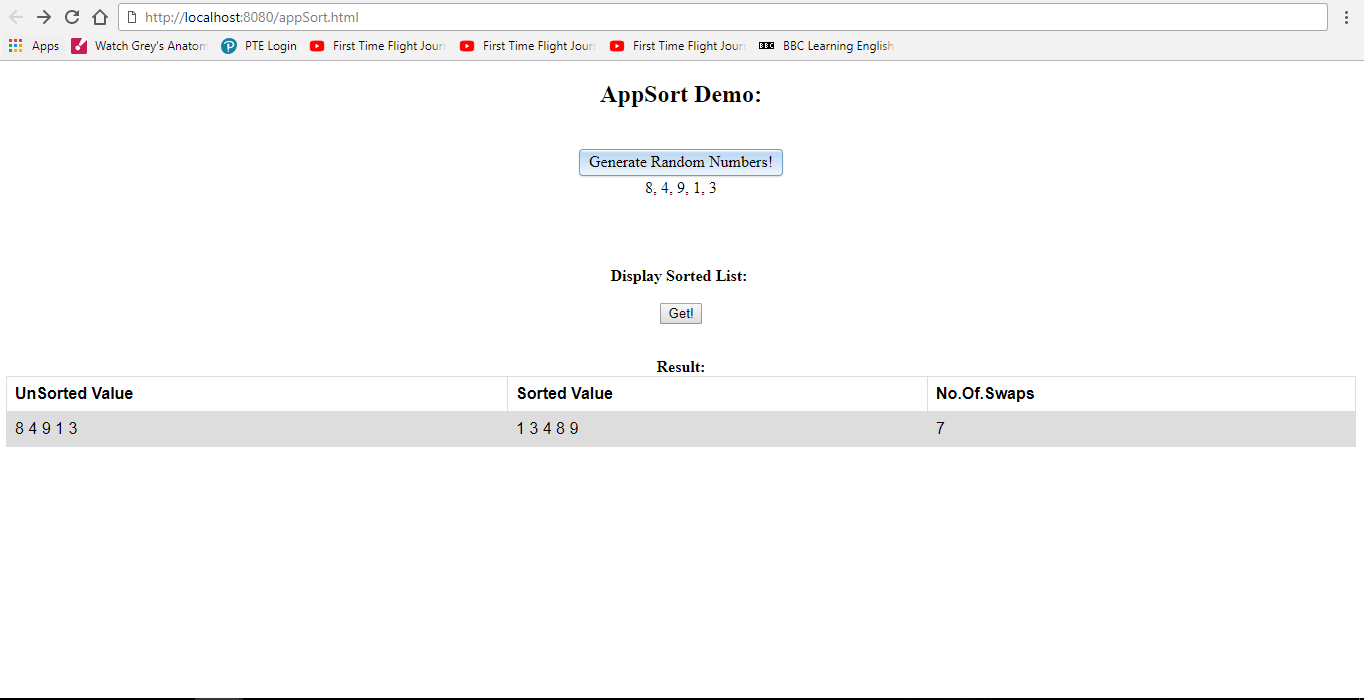 http://localhost:8080/appSort.html
Apps Watch Grey's Anatom PTE Login First Time Flight Jour First Time Flight Jour First Time Flight Jour BBC BBC Learning English
AppSort Demo:
Generate Random Numbers!
8, 4, 9, 1, 3
Display Sorted List:
Get!
Result:
UnSorted Value Sorted Value No.Of.Swaps
8 4 9 1 3 1 3 4 8 9 7